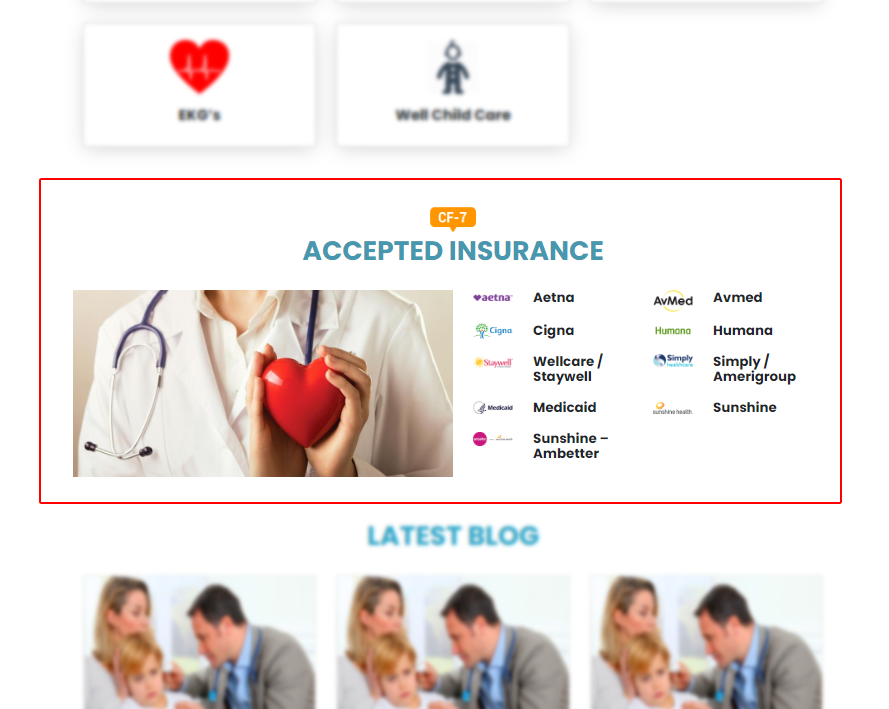 EKG's
Well Child Care
CF-7
ACCEPTED INSURANCE
aetna
Aetna
AvMed
Avmed
Cigna
Cigna
Humana
Humana
Staywell
Wellcare /
Staywell
Simply
healthcare
Simply /
Amerigroup
Medicaid
Medicaid
sunshine health
Sunshine
Sunshine –
Ambetter
LATEST BLOG